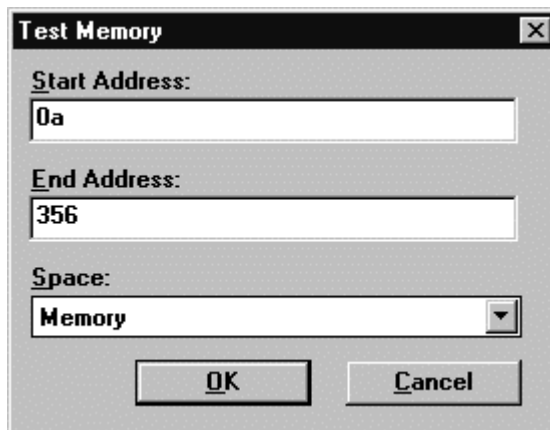 Test Memory
Start Address:
0a
End Address:
356
Space:
Memory
OK Cancel